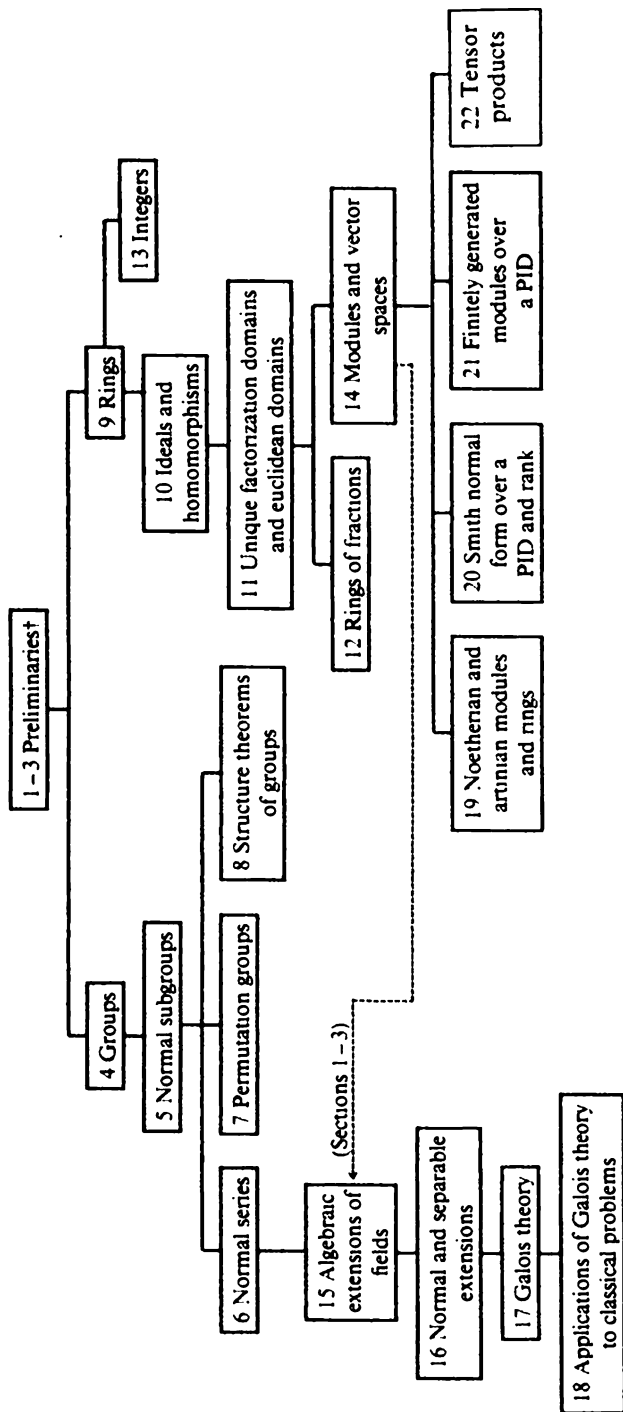 1–3 Preliminaries†
4 Groups
9 Rings
13 Integers
5 Normal subgroups
10 Ideals and
homomorphisms
6 Normal series
7 Permutation groups
8 Structure theorems
of groups
11 Unique factorization domains
and euclidean domains
12 Rings of fractions
14 Modules and vector
spaces
(Sections 1–3)
15 Algebraic
extensions of
fields
16 Normal and separable
extensions
17 Galois theory
18 Applications of Galois theory
to classical problems
19 Noetherian and
artinian modules
and rings
20 Smith normal
form over a
PID and rank
21 Finitely generated
modules over
a PID
22 Tensor
products